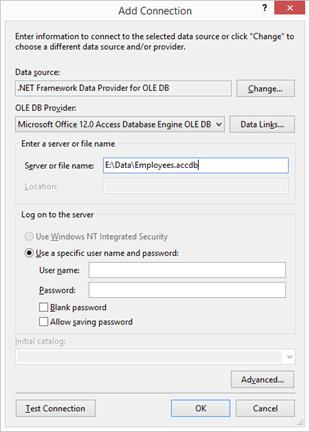 Add Connection
?
Enter information to connect to the selected data source or click "Change" to
choose a different data source and/or provider.
Data source:
.NET Framework Data Provider for OLE DB
Change...
OLE DB Provider:
Microsoft Office 12.0 Access Database Engine OLE DB
Data Links...
Enter a server or file name
Server or file name:
E:\Data\Employees.accdb
Location:
Log on to the server
Use Windows NT Integrated Security
Use a specific user name and password:
User name:
Password:
Blank password
Allow saving password
Initial catalog:
Advanced...
Test Connection
OK
Cancel